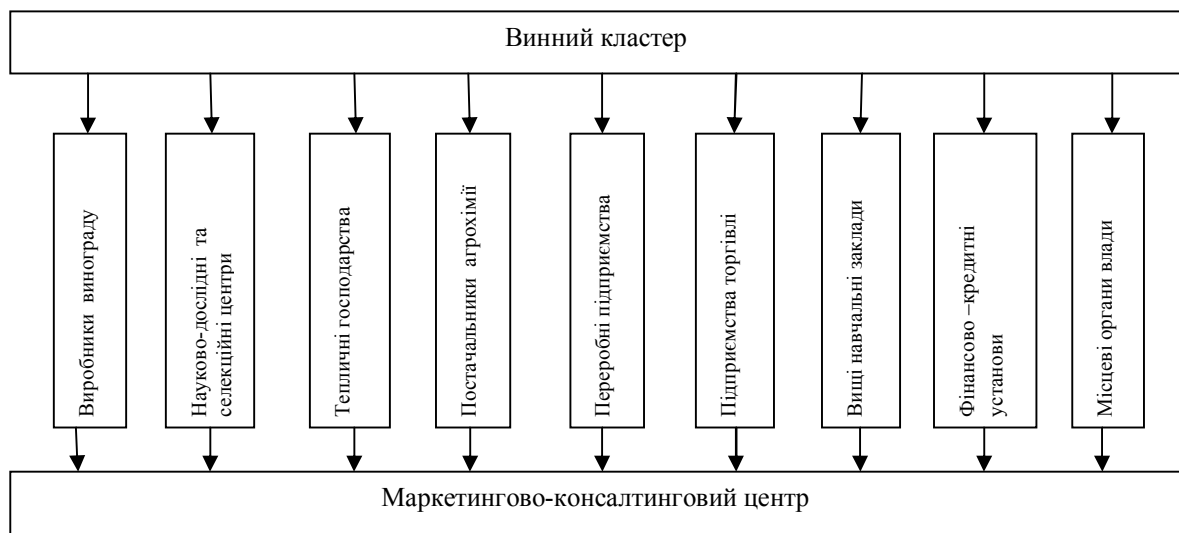 Винний кластер
Виробники винограду
Науково-дослідні та
селекційні центри
Тепличні господарства
Постачальники агрохімії
Переробні підприємства
Підприємства торгівлі
Вищі навчальні заклади
Фінансово –кредитні
установи
Місцеві органи влади
Маркетингово-консалтинговий центр